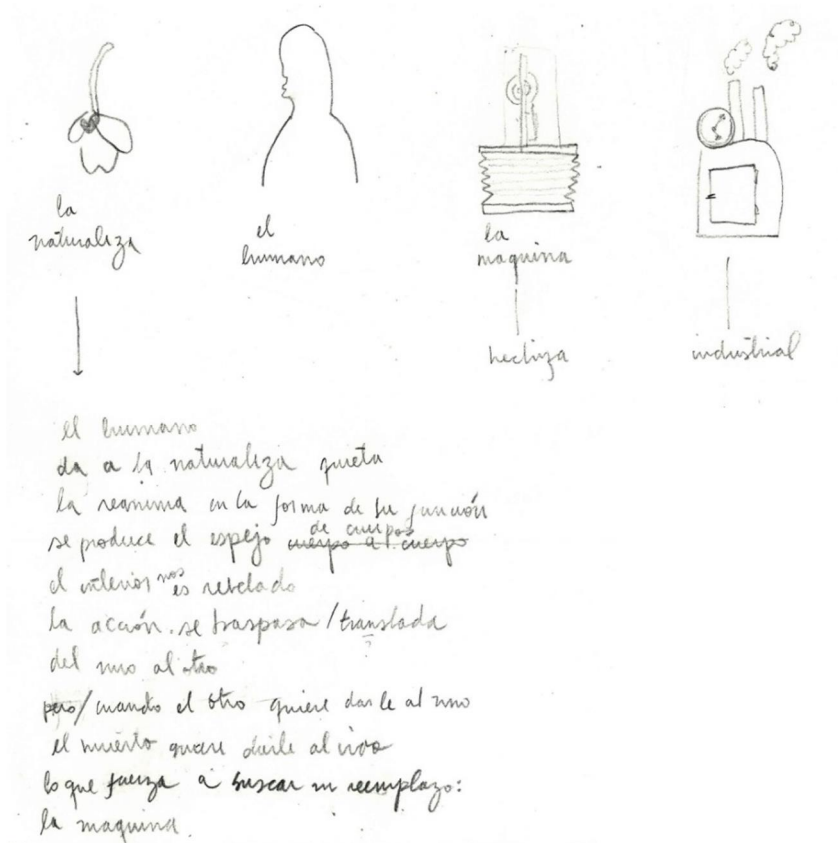 la
naturaleza
el
humano
la
maquina
hechiza
industrial
el humano
da a la naturaleza quieta
la reanima en la forma de su función
se produce el espejo cuerpo a cuerpo
de cuerpos
el interior nos es revelado
la acción se traspasa/translada
?
del uno al otro
pero/cuando el otro quiere darle al uno
el muerto quiere darle al vivo
lo que fuerza a buscar un reemplazo:
la maquina